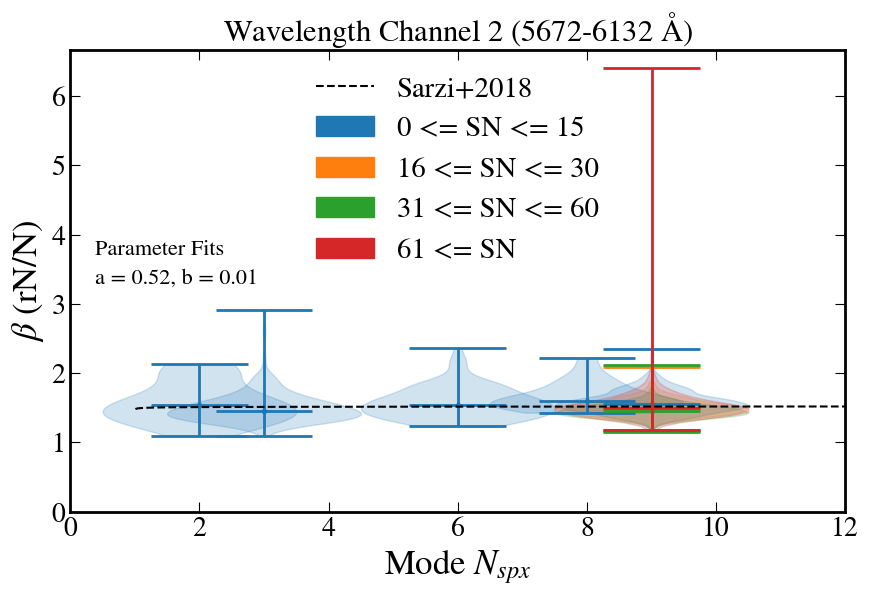 Wavelength Channel 2 (5672-6132 Å)
Sarzi+2018
0 <= SN <= 15
16 <= SN <= 30
31 <= SN <= 60
61 <= SN
Parameter Fits
a = 0.52, b = 0.01
β (rN/N)
6
5
4
3
2
1
0
0 2 4 6 8 10 12
Mode N_{spx}